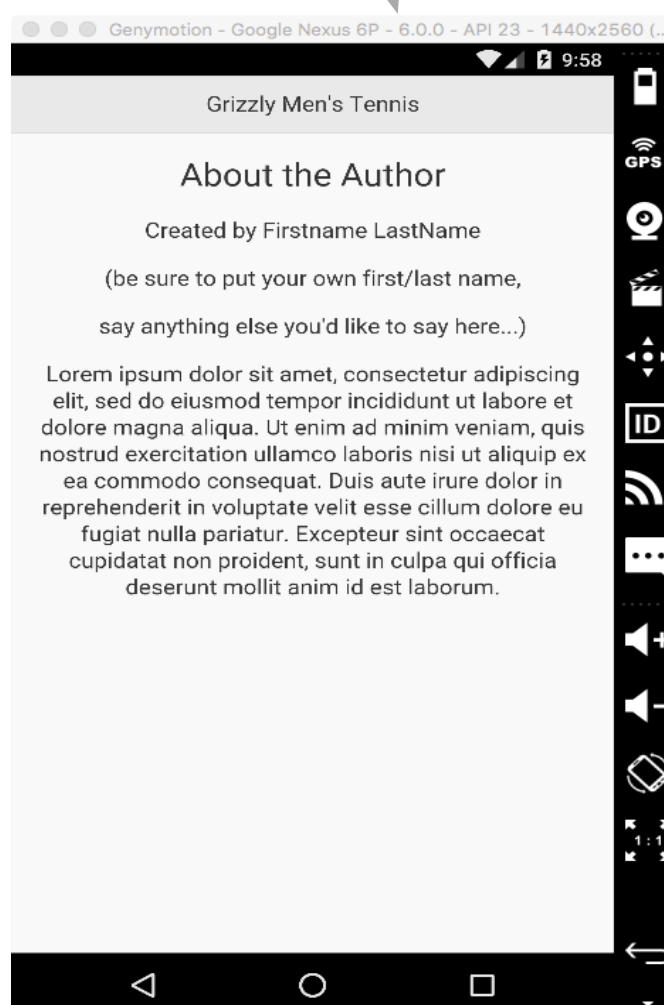 Genymotion - Google Nexus 6P - 6.0.0 - API 23 - 1440x2560 (...
9:58
Grizzly Men's Tennis
About the Author
Created by Firstname LastName
(be sure to put your own first/last name,
say anything else you'd like to say here...)
Lorem ipsum dolor sit amet, consectetur adipiscing
elit, sed do eiusmod tempor incididunt ut labore et
dolore magna aliqua. Ut enim ad minim veniam, quis
nostrud exercitation ullamco laboris nisi ut aliquip ex
ea commodo consequat. Duis aute irure dolor in
reprehenderit in voluptate velit esse cillum dolore eu
fugiat nulla pariatur. Excepteur sint occaecat
cupidatat non proident, sunt in culpa qui officia
deserunt mollit anim id est laborum.
GPS
ID
1:1